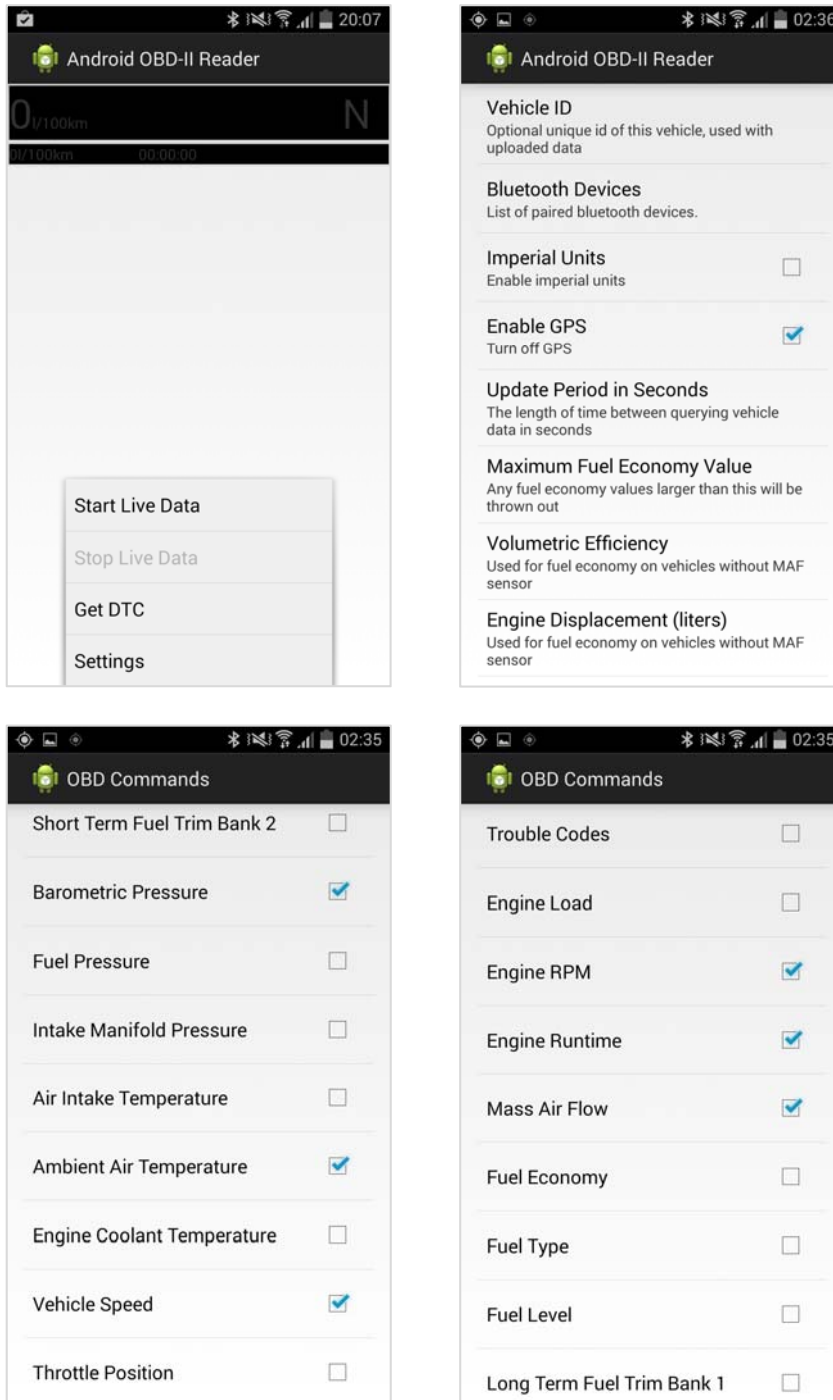 20:07
Android OBD-II Reader
0l/100km N
0l/100km 00:00:00
Start Live Data
Stop Live Data
Get DTC
Settings
02:36
Android OBD-II Reader
Vehicle ID
Optional unique id of this vehicle, used with
uploaded data
Bluetooth Devices
List of paired bluetooth devices.
Imperial Units
Enable imperial units
Enable GPS
Turn off GPS
Update Period in Seconds
The length of time between querying vehicle
data in seconds
Maximum Fuel Economy Value
Any fuel economy values larger than this will be
thrown out
Volumetric Efficiency
Used for fuel economy on vehicles without MAF
sensor
Engine Displacement (liters)
Used for fuel economy on vehicles without MAF
sensor
02:35
OBD Commands
Short Term Fuel Trim Bank 2
Barometric Pressure
Fuel Pressure
Intake Manifold Pressure
Air Intake Temperature
Ambient Air Temperature
Engine Coolant Temperature
Vehicle Speed
Throttle Position
02:35
OBD Commands
Trouble Codes
Engine Load
Engine RPM
Engine Runtime
Mass Air Flow
Fuel Economy
Fuel Type
Fuel Level
Long Term Fuel Trim Bank 1